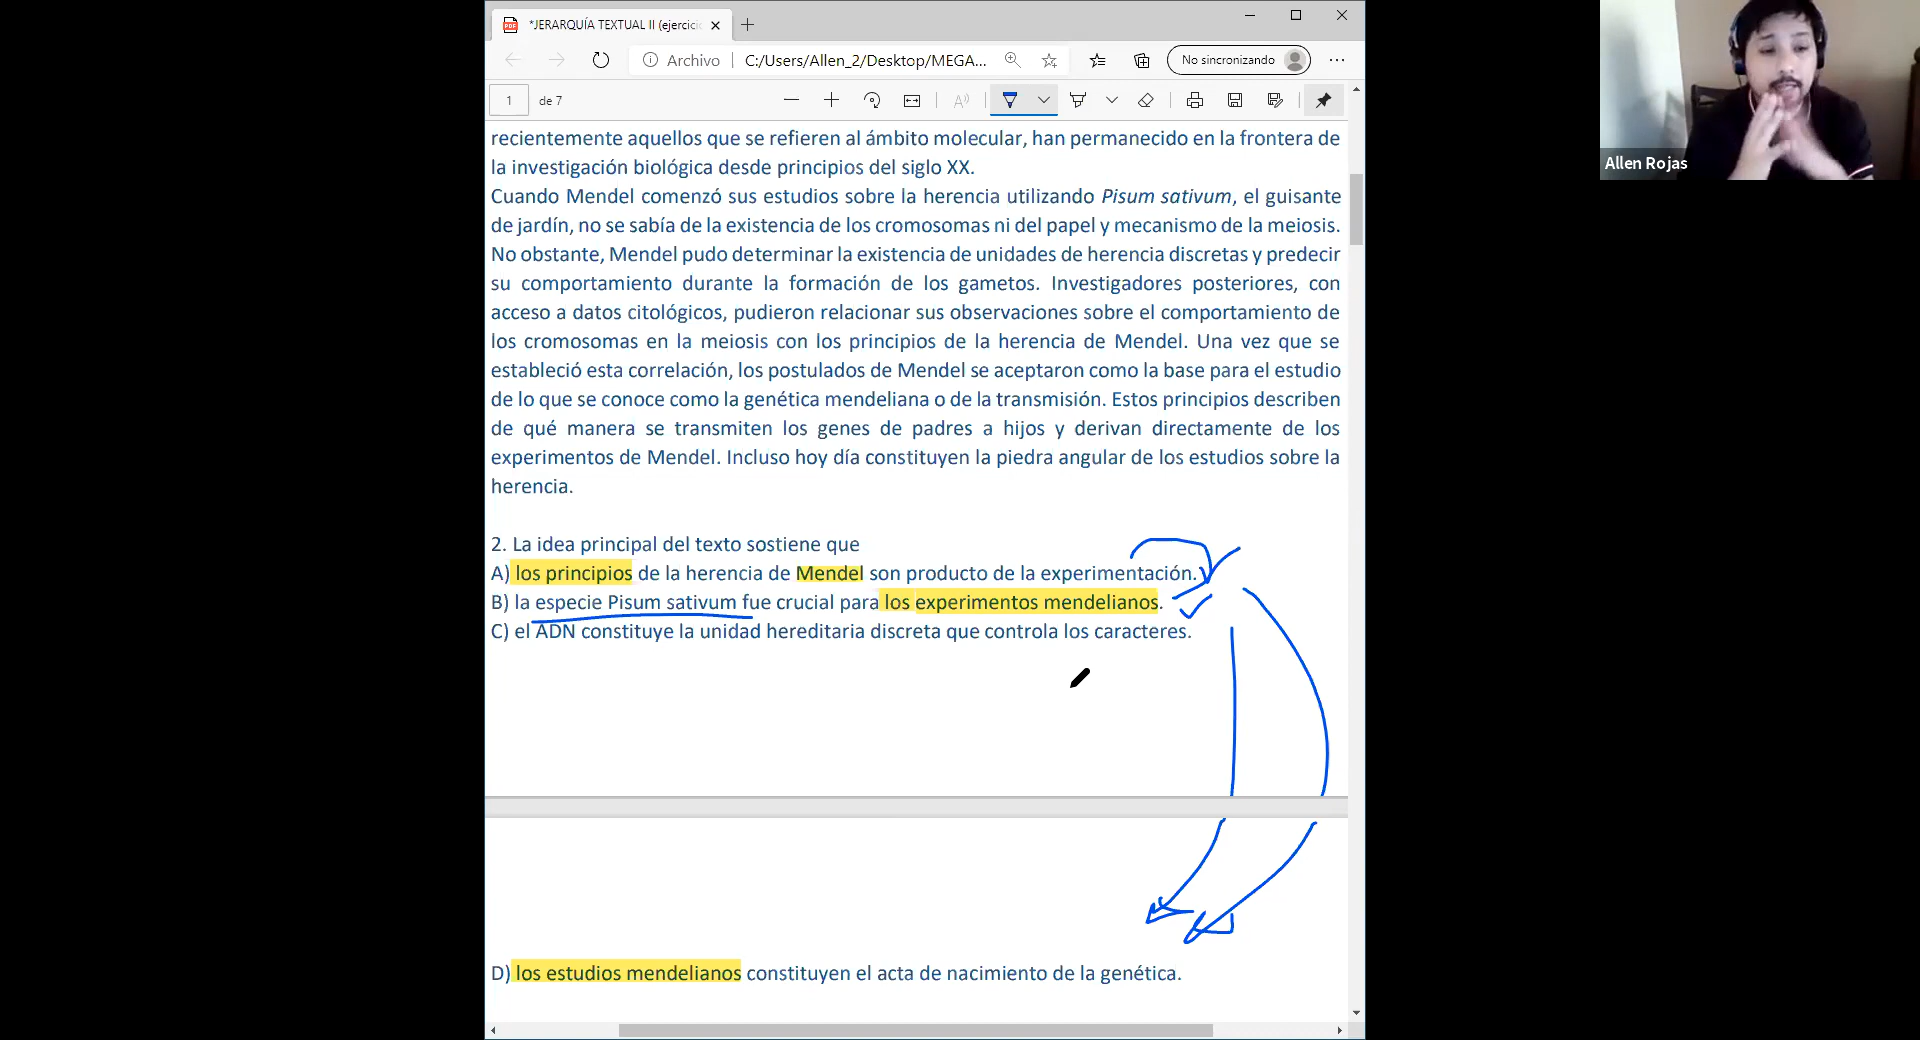 *JERARQUÍA TEXTUAL II (ejercici
Archivo
C:/Users/Allen_2/Desktop/MEGA...
No sincronizando
1
de 7
Allen Rojas
recientemente aquellos que se refieren al ámbito molecular, han permanecido en la frontera de
la investigación biológica desde principios del siglo XX.
Cuando Mendel comenzó sus estudios sobre la herencia utilizando Pisum sativum, el guisante
de jardín, no se sabía de la existencia de los cromosomas ni del papel y mecanismo de la meiosis.
No obstante, Mendel pudo determinar la existencia de unidades de herencia discretas y predecir
su comportamiento durante la formación de los gametos. Investigadores posteriores, con
acceso a datos citológicos, pudieron relacionar sus observaciones sobre el comportamiento de
los cromosomas en la meiosis con los principios de la herencia de Mendel. Una vez que se
estableció esta correlación, los postulados de Mendel se aceptaron como la base para el estudio
de lo que se conoce como la genética mendeliana o de la transmisión. Estos principios describen
de qué manera se transmiten los genes de padres a hijos y derivan directamente de los
experimentos de Mendel. Incluso hoy día constituyen la piedra angular de los estudios sobre la
herencia.
2. La idea principal del texto sostiene que
A) los principios de la herencia de Mendel son producto de la experimentación.
B) la especie Pisum sativum fue crucial para los experimentos mendelianos.
C) el ADN constituye la unidad hereditaria discreta que controla los caracteres.
D) los estudios mendelianos constituyen el acta de nacimiento de la genética.